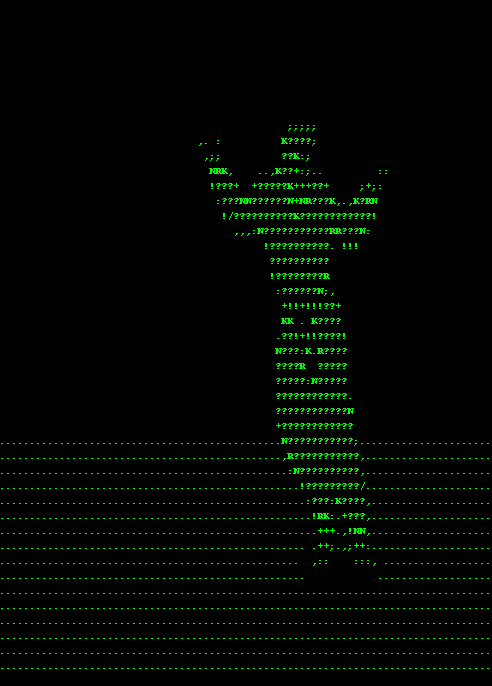 ;;;;;
,. :          K????;
,;;          ??K:;
NRK,    ..,K??+:;..         ::
!????+  +?????K+++??+     ;+;:
:???NN??????N+NR???K,.,K?RN
!/??????????K????????????!
,,,:N???????????RR???N:
!??????????. !!!
??????????
!????????R
:??????N;,
+!!+!!!??+
KK . K????
.??!+!!????!
N???:K.R????
????R  ?????
?????:N?????
????????????.
????????????N
+????????????
N???????????;
,R???????????,
:N??????????,
!?????????/
:???:K????,
!RK:.+???,
+++.,!NN,
.++;.,;++:
,::    :::,